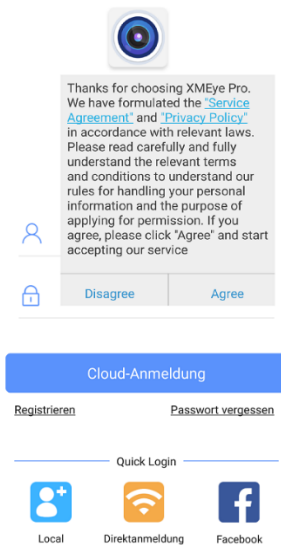 Thanks for choosing XMEye Pro.
We have formulated the "Service
Agreement" and "Privacy Policy"
in accordance with relevant laws.
Please read carefully and fully
understand the relevant terms
and conditions to understand our
rules for handling your personal
information and the purpose of
applying for permission. If you
agree, please click "Agree" and start
accepting our service
Disagree Agree
Cloud-Anmeldung
Registrieren Passwort vergessen
Quick Login
Local Direktanmeldung Facebook